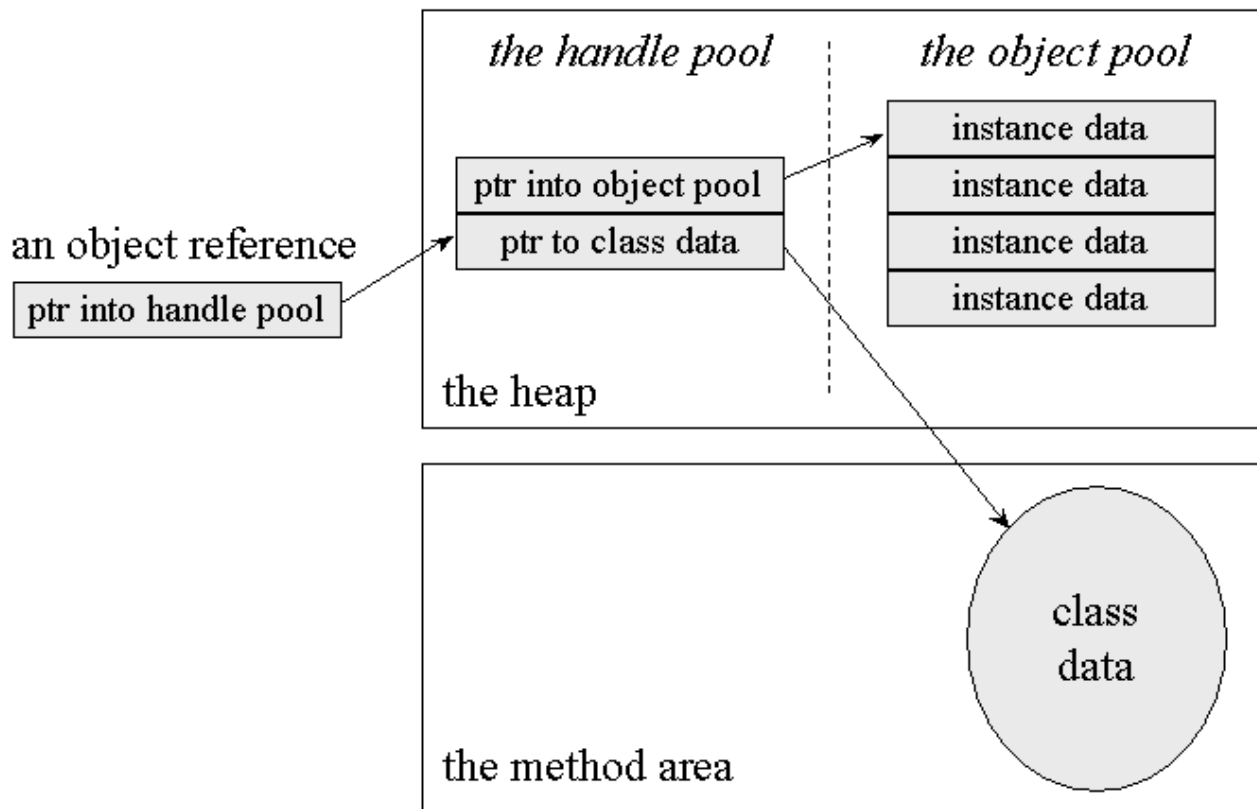 the handle pool
the object pool
instance data
ptr into object pool
instance data
an object reference
ptr to class data
instance data
ptr into handle pool
instance data
the heap
class
data
the method area